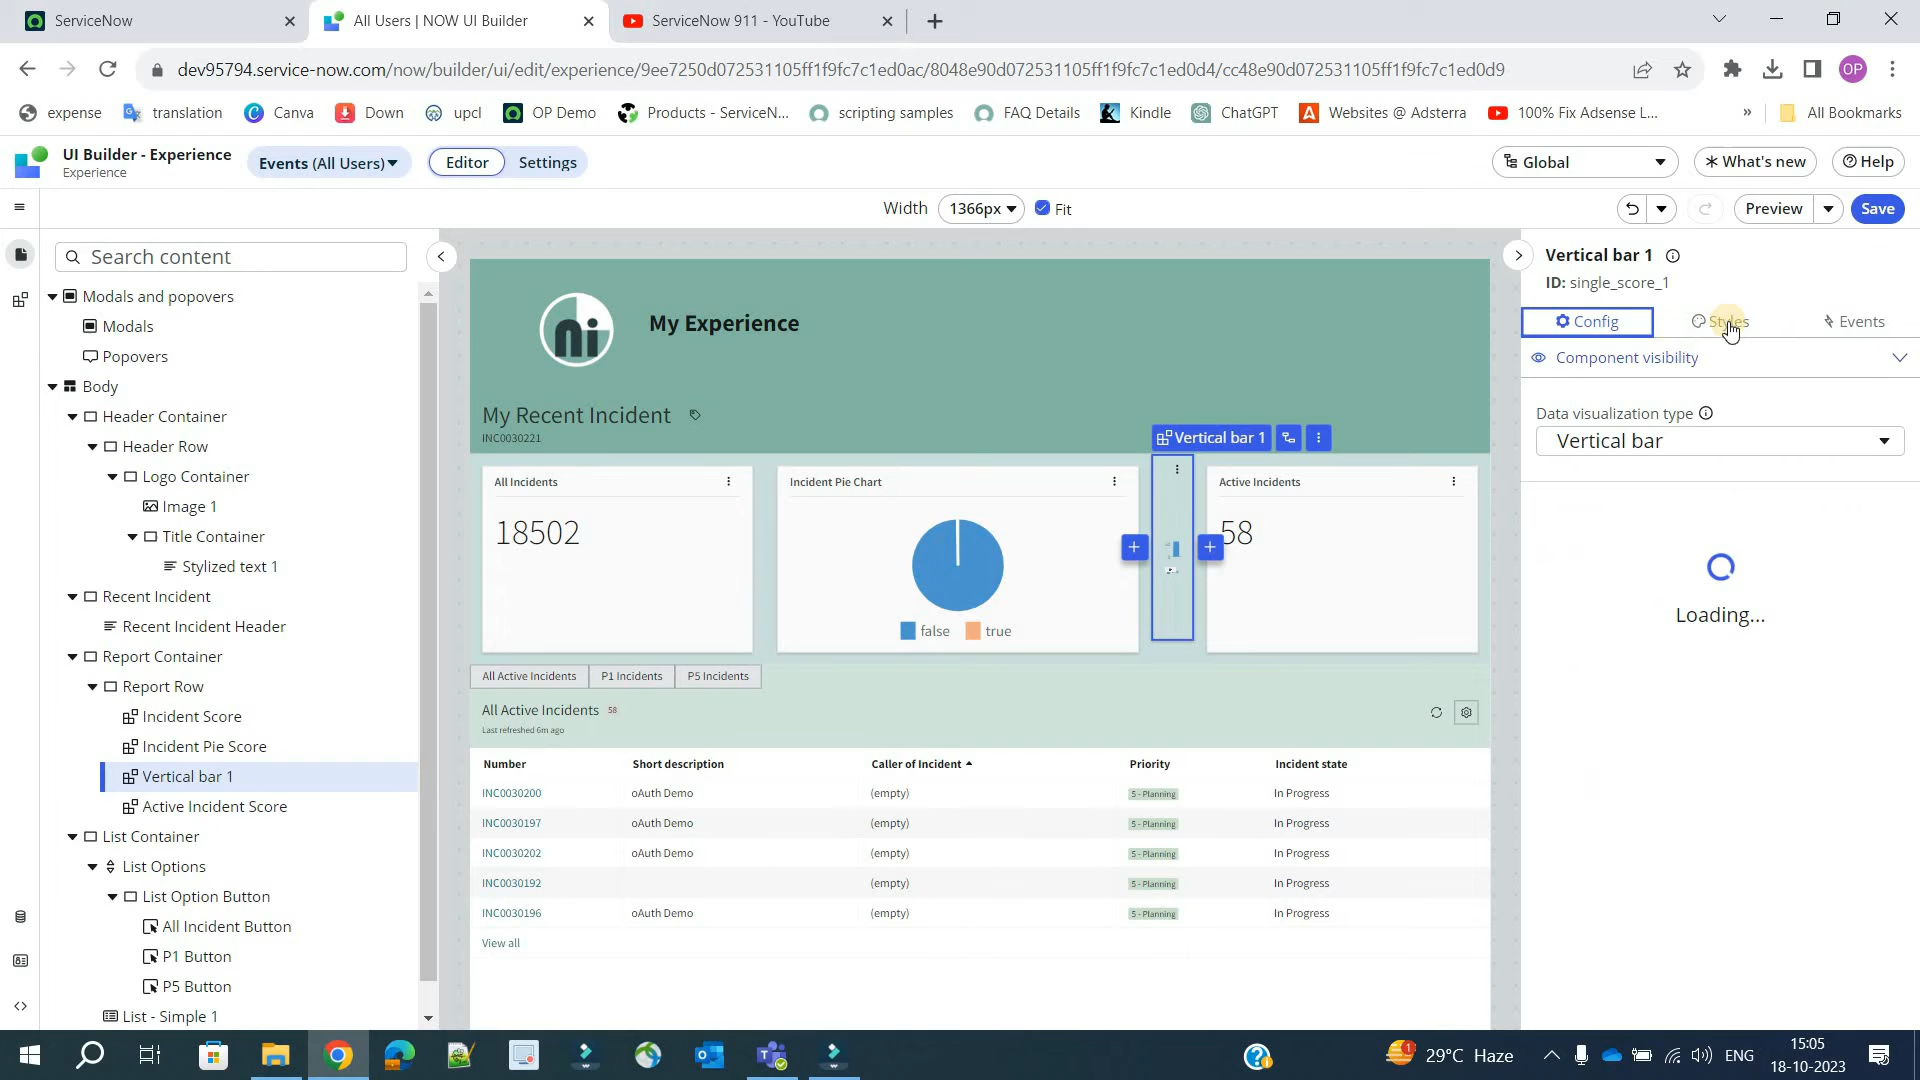 ServiceNow
All Users | NOW UI Builder
ServiceNow 911 - YouTube
dev95794.service-now.com/now/builder/ui/edit/experience/9ee7250d072531105ff1f9fc7c1ed0ac/8048e90d072531105ff1f9fc7c1ed0d4/cc48e90d072531105ff1f9fc7c1ed0d9
OP
expense
translation
Canva
Down
upcl
OP Demo
Products - ServiceN...
scripting samples
FAQ Details
Kindle
ChatGPT
Websites @ Adsterra
100% Fix Adsense L...
»
All Bookmarks
UI Builder - Experience
Experience
Events (All Users)
Editor
Settings
Global
What's new
Help
Width
1366px
Fit
Preview
Save
Search content
Modals and popovers
Modals
Popovers
Body
Header Container
Header Row
Logo Container
Image 1
Title Container
Stylized text 1
Recent Incident
Recent Incident Header
Report Container
Report Row
Incident Score
Incident Pie Score
Vertical bar 1
Active Incident Score
List Container
List Options
List Option Button
All Incident Button
P1 Button
P5 Button
List - Simple 1
ni
My Experience
My Recent Incident
INC0030221
Vertical bar 1
All Incidents
18502
Incident Pie Chart
false
true
Active Incidents
58
All Active Incidents
P1 Incidents
P5 Incidents
All Active Incidents 58
Last refreshed 6m ago
Number Short description Caller of Incident Priority Incident state
INC0030200 oAuth Demo (empty) 5 - Planning In Progress
INC0030197 oAuth Demo (empty) 5 - Planning In Progress
INC0030202 oAuth Demo (empty) 5 - Planning In Progress
INC0030192 (empty) 5 - Planning In Progress
INC0030196 oAuth Demo (empty) 5 - Planning In Progress
View all
Vertical bar 1
ID: single_score_1
Config
Styles
Events
Component visibility
Data visualization type
Vertical bar
Loading...
1
29°C Haze
ENG
15:05
18-10-2023